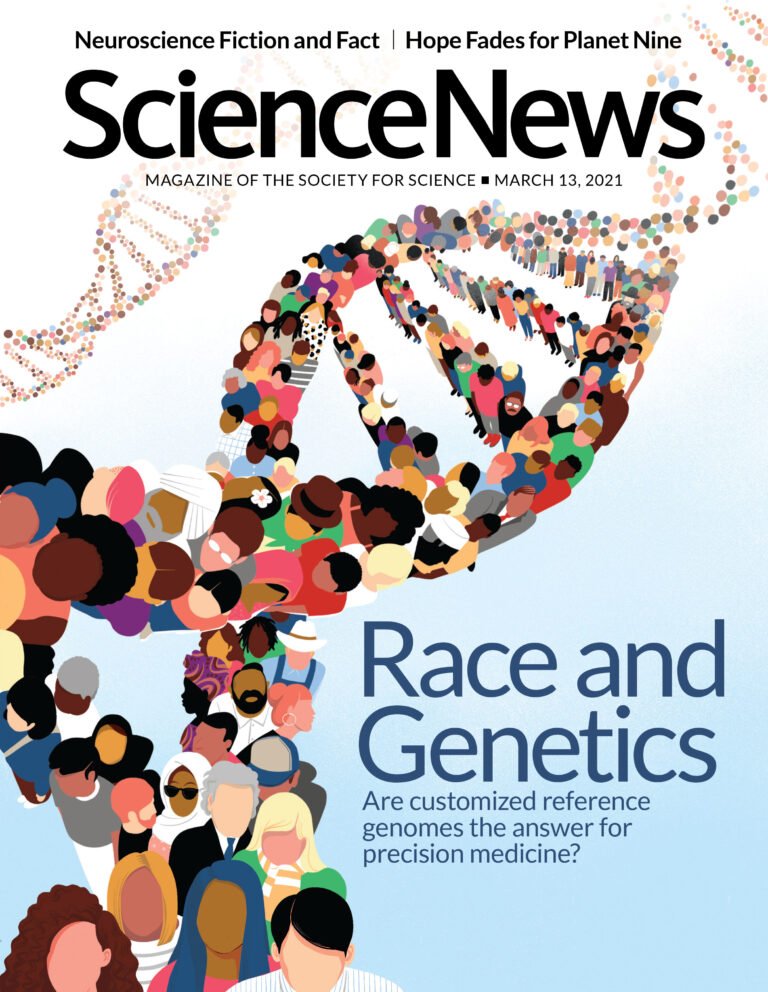 Neuroscience Fiction and Fact | Hope Fades for Planet Nine
ScienceNews
MAGAZINE OF THE SOCIETY FOR SCIENCE ■ MARCH 13, 2021
Race and
Genetics
Are customized reference
genomes the answer for
precision medicine?